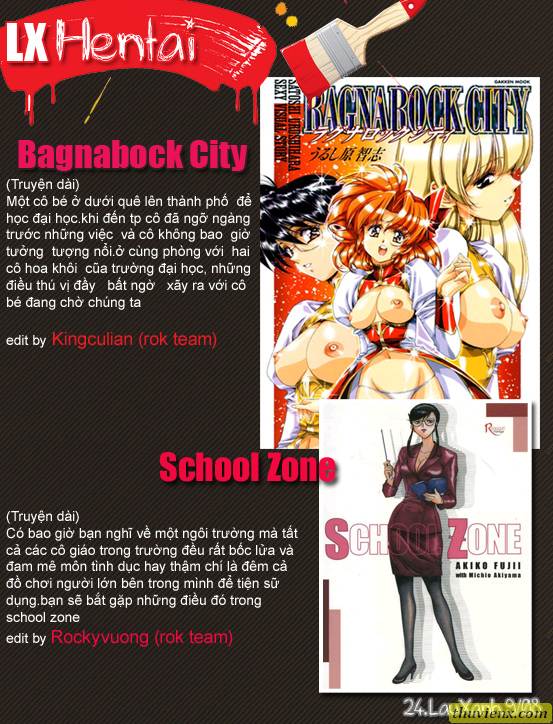 LX Hentai
Bagnabock City
(Truyện dài)
Một cô bé ở dưới quê lên thành phố để
học đại học.khi đến tp cô đã ngỡ ngàng
trước những việc và cô không bao giờ
tưởng tượng nổi.ở cùng phòng với hai
cô hoa khôi của trường đại học, những
điều thú vị đầy bất ngờ xãy ra với cô
bé đang chờ chúng ta
edit by Kingculian (rok team)
GAKKEN MOOK
BAGNABOCK CITY
ラグナロックシティ
うるし原 智志
School Zone
(Truyện dài)
Có bao giờ bạn nghĩ về một ngôi trường mà tất
cả các cô giáo trong trường đều rất bốc lửa và
đam mê môn tình dục hay thậm chí là đêm cả
đồ chơi người lớn bên trong mình để tiện sữ
dụng.bạn sẽ bắt gặp những điều đó trong
school zone
edit by Rockyvuong (rok team)
SCHOOL ZONE
AKIKO FUJII
with Michio Akiyama
thuvienx.com